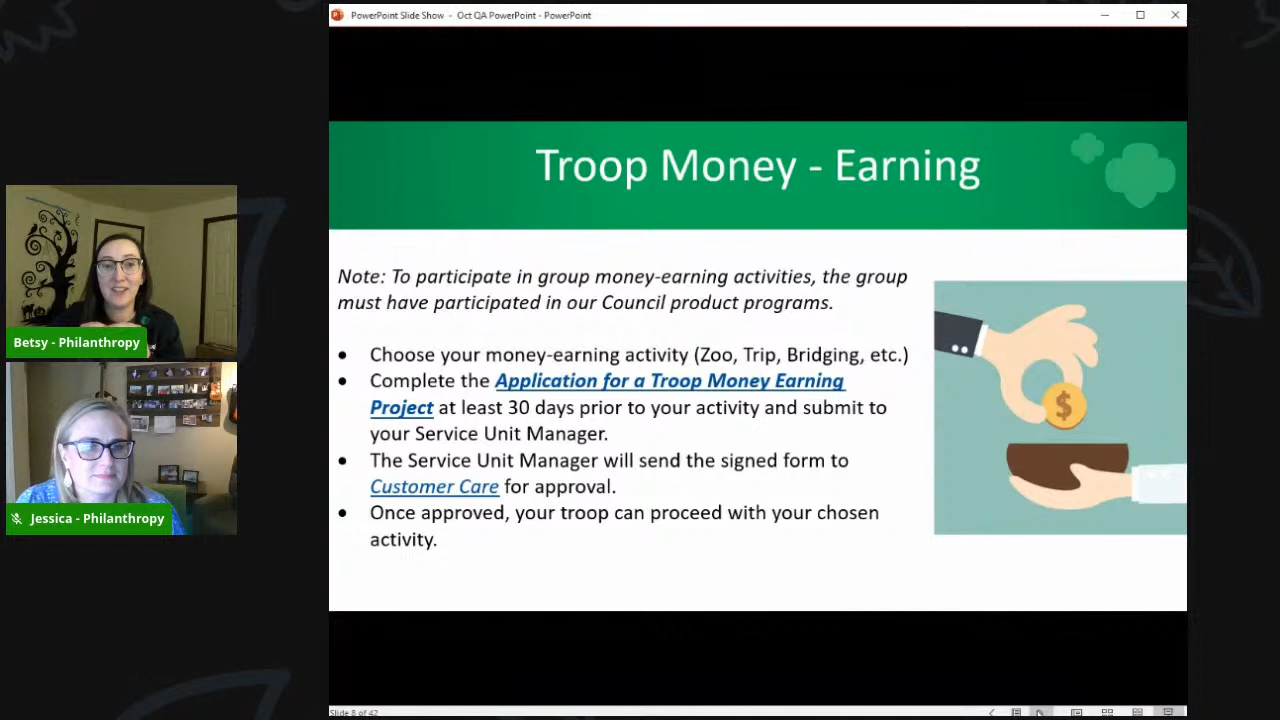 PowerPoint Slide Show - Oct QA PowerPoint - PowerPoint
Troop Money - Earning
Note: To participate in group money-earning activities, the group
must have participated in our Council product programs.
• Choose your money-earning activity (Zoo, Trip, Bridging, etc.)
• Complete the Application for a Troop Money Earning
Project at least 30 days prior to your activity and submit to
your Service Unit Manager.
• The Service Unit Manager will send the signed form to
Customer Care for approval.
• Once approved, your troop can proceed with your chosen
activity.
$
Betsy - Philanthropy
Jessica - Philanthropy
Slide 8 of 42